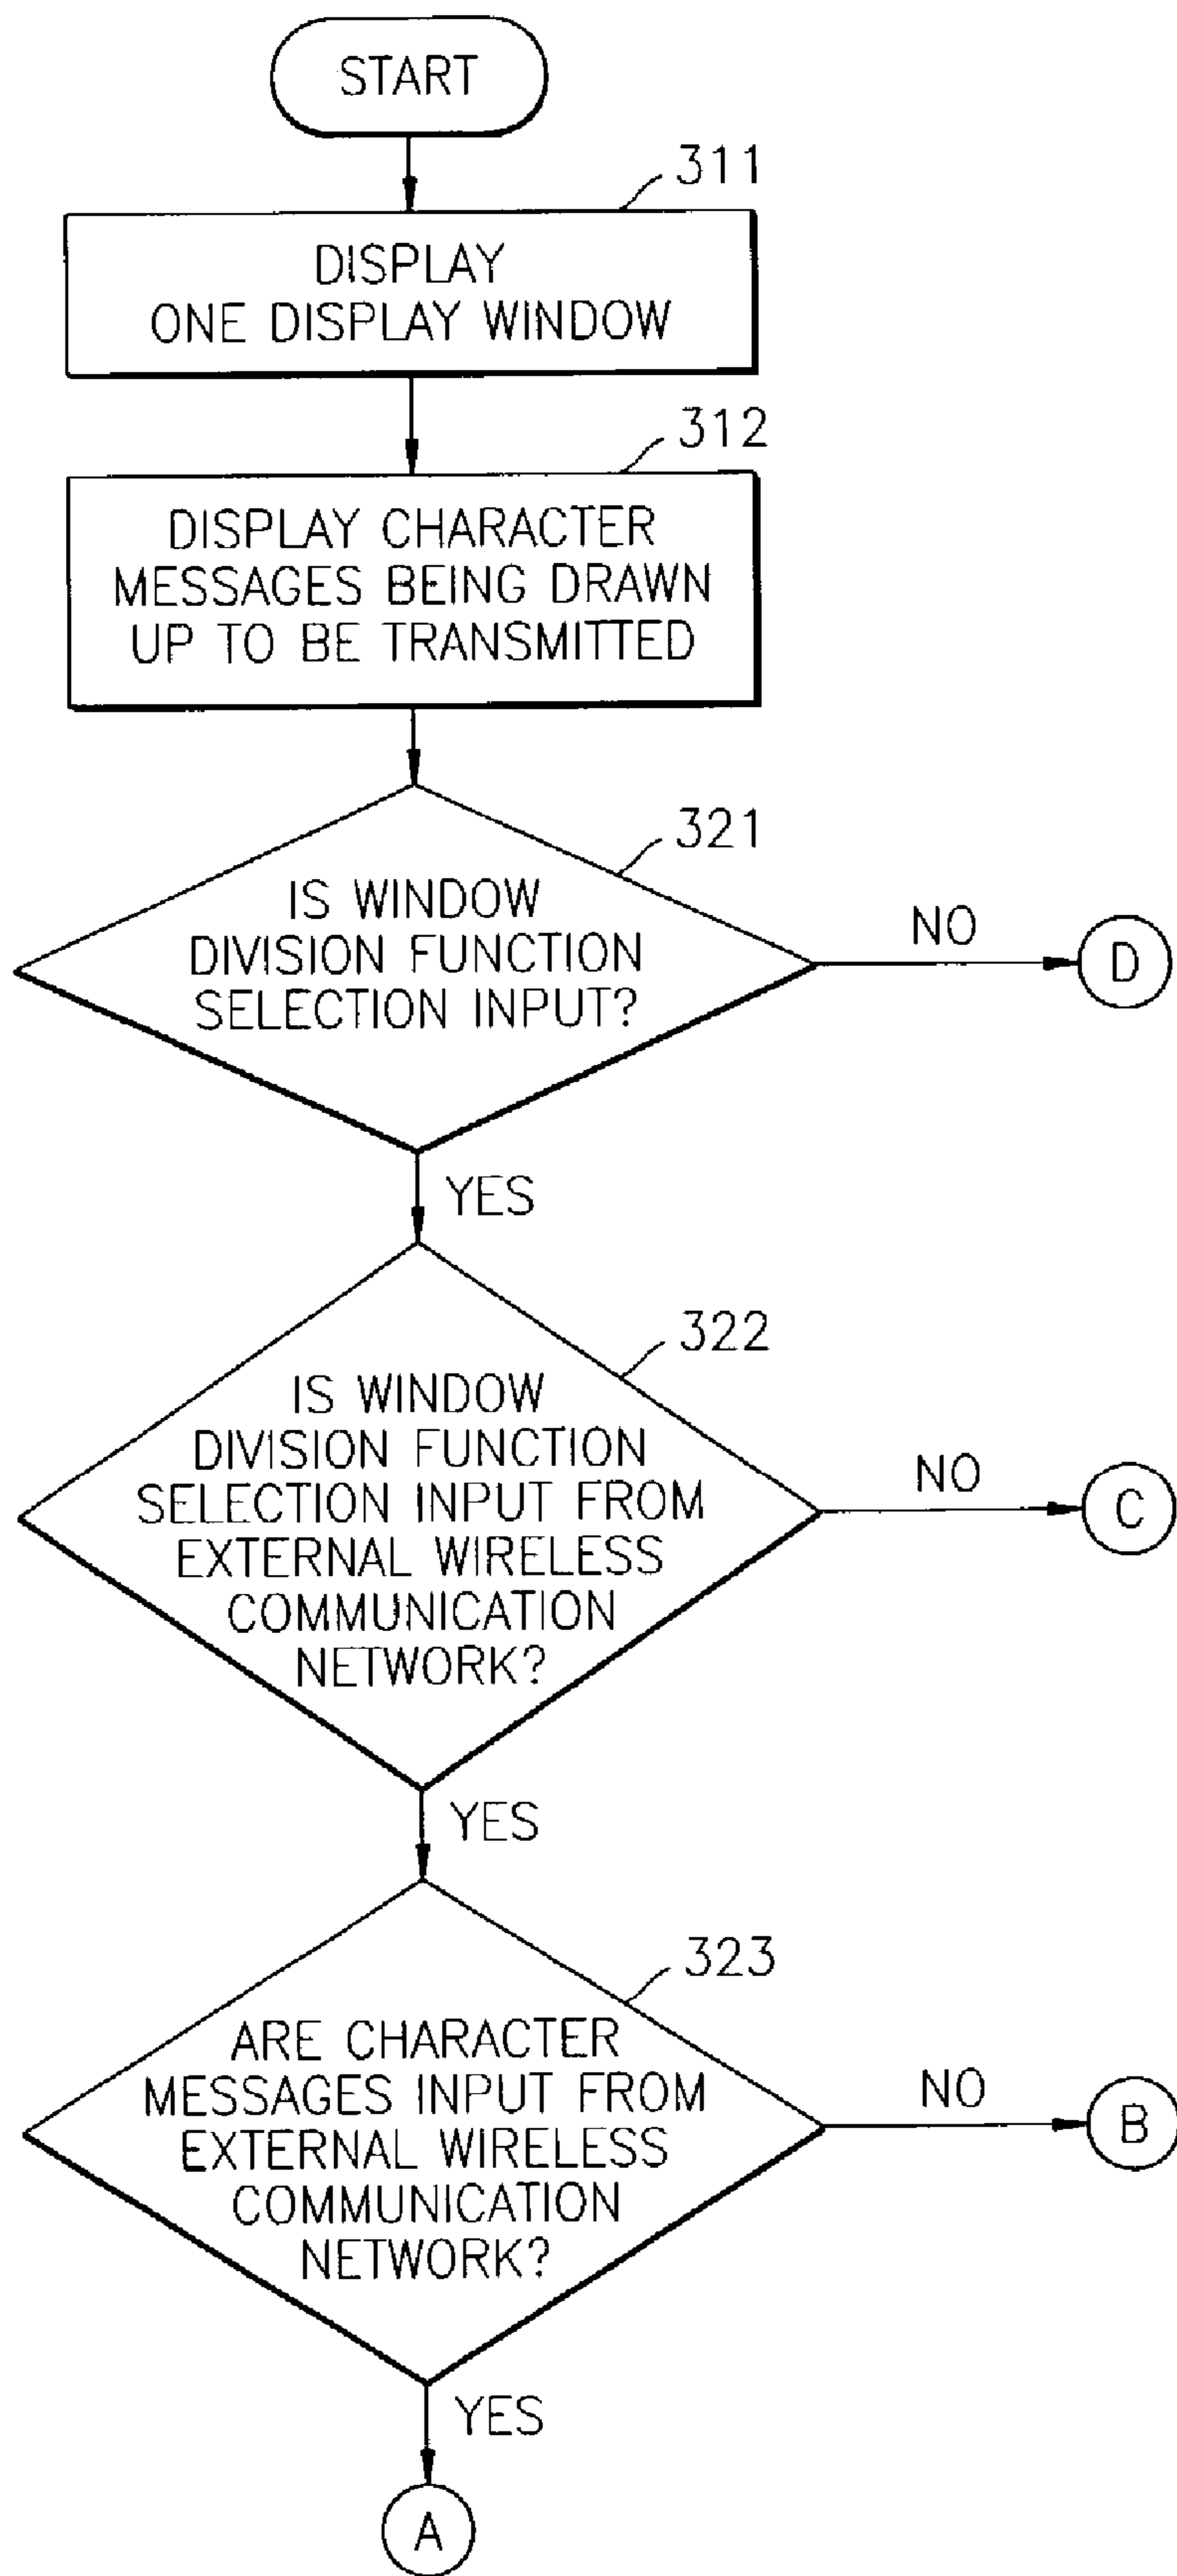 START
311
DISPLAY
ONE DISPLAY WINDOW
312
DISPLAY CHARACTER
MESSAGES BEING DRAWN
UP TO BE TRANSMITTED
321
IS WINDOW
DIVISION FUNCTION
SELECTION INPUT?
NO
D
YES
322
IS WINDOW
DIVISION FUNCTION
SELECTION INPUT FROM
EXTERNAL WIRELESS
COMMUNICATION
NETWORK?
NO
C
YES
323
ARE CHARACTER
MESSAGES INPUT FROM
EXTERNAL WIRELESS
COMMUNICATION
NETWORK?
NO
B
YES
A